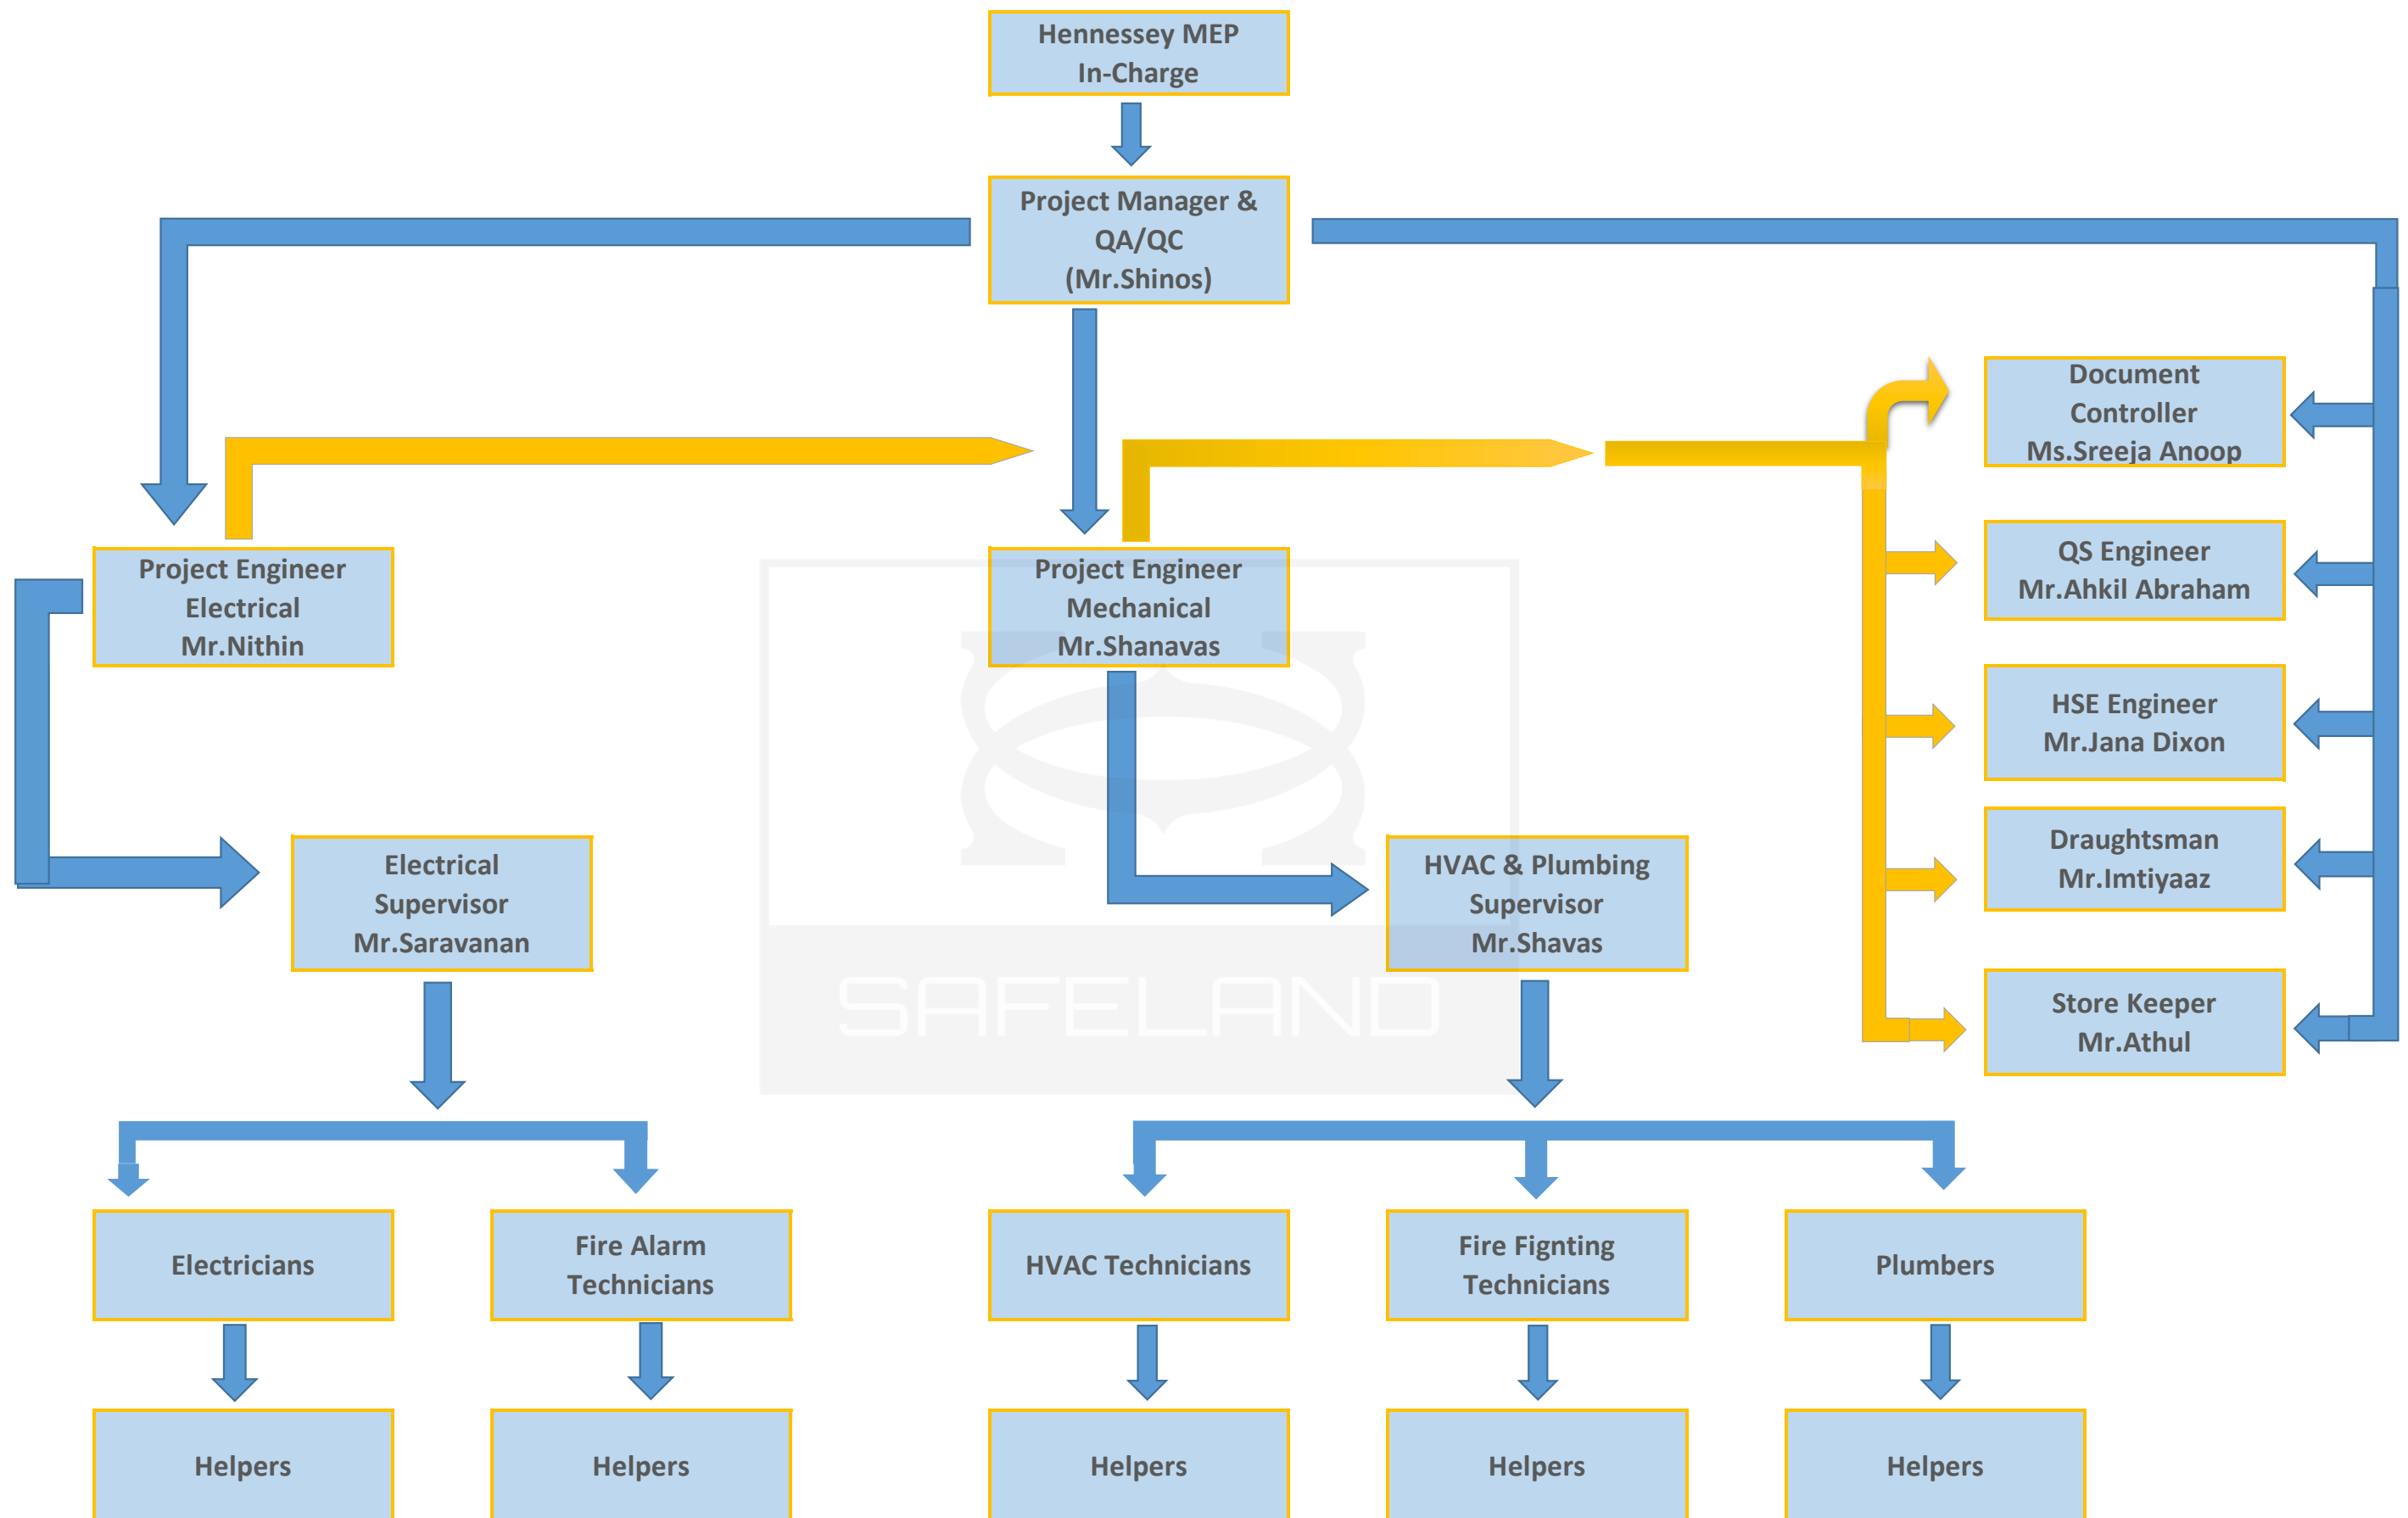 Hennessey MEP
In-Charge
Project Manager &
QA/QC
(Mr.Shinos)
Document
Controller
Ms.Sreeja Anoop
QS Engineer
Mr.Ahkil Abraham
Project Engineer
Electrical
Mr.Nithin
Project Engineer
Mechanical
Mr.Shanavas
HSE Engineer
Mr.Jana Dixon
Draughtsman
Mr.Imtiyaaz
Electrical
Supervisor
Mr.Saravanan
HVAC & Plumbing
Supervisor
Mr.Shavas
SAFELAND
Store Keeper
Mr.Athul
Electricians
Fire Alarm
Technicians
HVAC Technicians
Fire Fignting
Technicians
Plumbers
Helpers
Helpers
Helpers
Helpers
Helpers